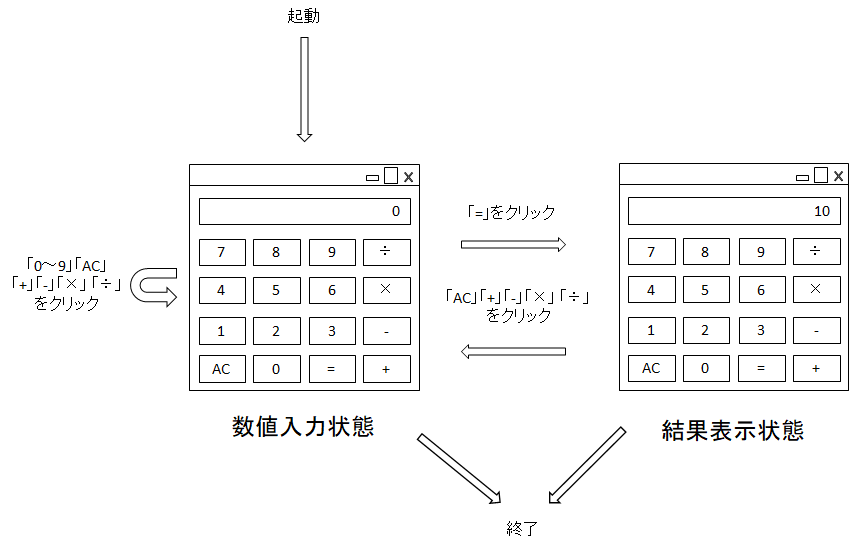 起動
0
7 8 9 ÷
4 5 6 ×
1 2 3 -
AC 0 = +
数値入力状態
「0～9」「AC」
「+」「-」「×」「÷」
をクリック
「=」をクリック
「AC」「+」「-」「×」「÷」
をクリック
10
7 8 9 ÷
4 5 6 ×
1 2 3 -
AC 0 = +
結果表示状態
終了